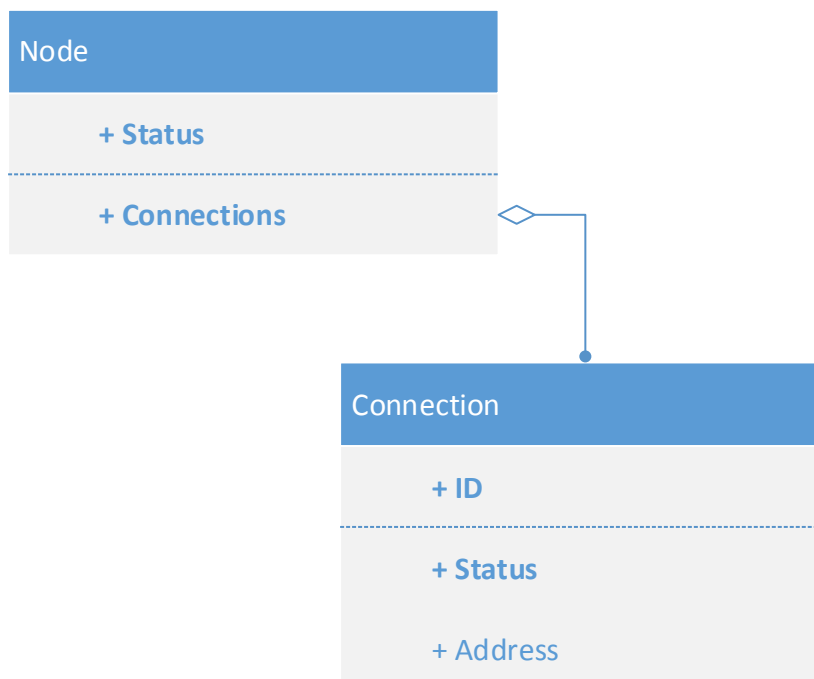 Node
+ Status
+ Connections
Connection
+ ID
+ Status
+ Address